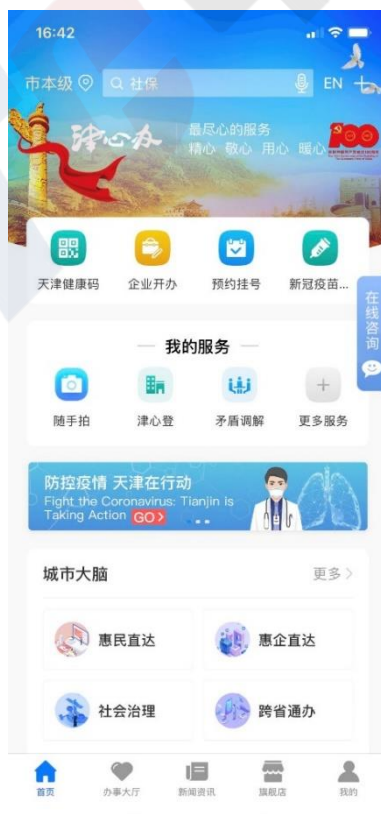 16:42
市本级 社保 EN
津心办
最尽心的服务
精心 敬心 用心 暖心
100
天津健康码 企业开办 预约挂号 新冠疫苗...
在线咨询
我的服务
随手拍 津心登 矛盾调解 更多服务
防控疫情 天津在行动
Fight the Coronavirus: Tianjin is
Taking Action GO>
城市大脑 更多>
惠民直达 惠企直达
社会治理 跨省通办
首页 办事大厅 新闻资讯 旗舰店 我的